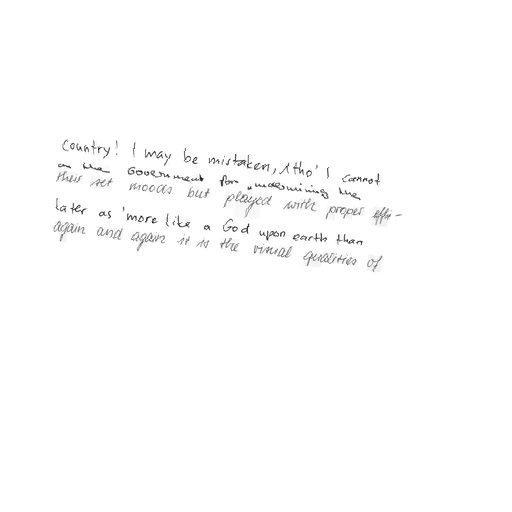 country! I may be mistaken, tho' I cannot
on the Government for "undermining the
their set moods but played with proper effi-
later as 'more like a God upon earth than
again and again it is the visual qualities of